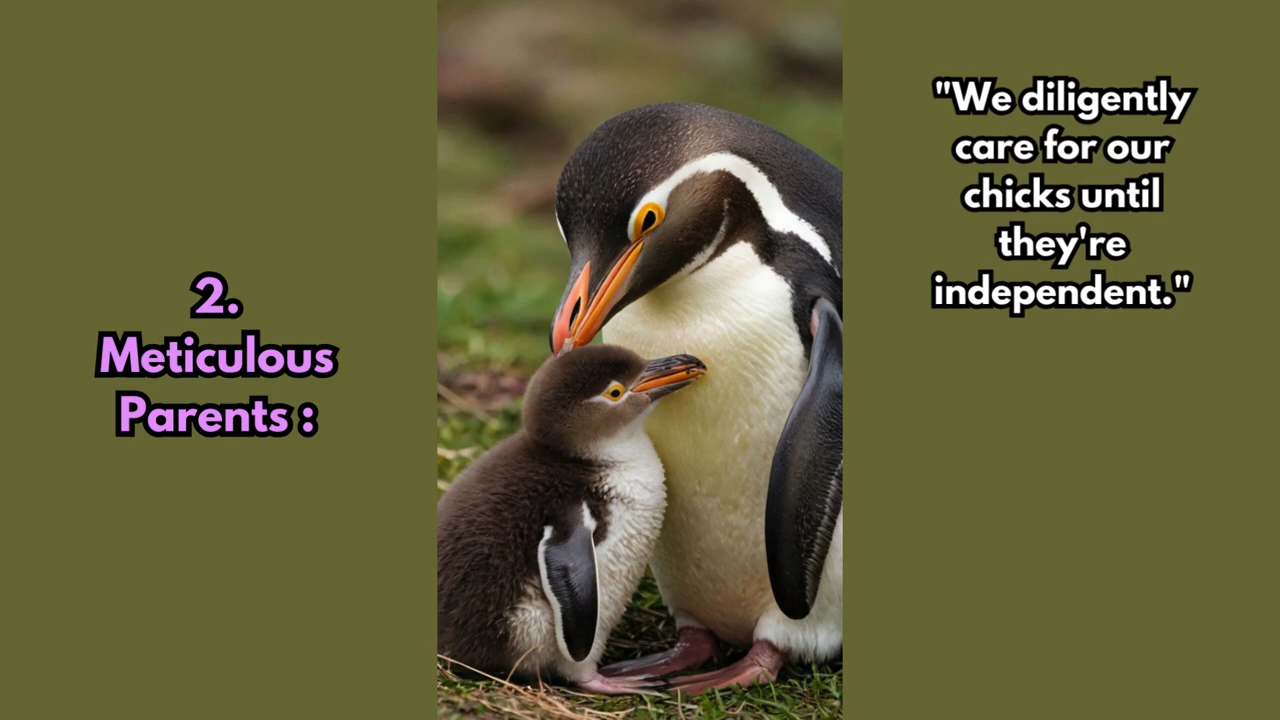 2.
Meticulous
Parents :
"We diligently
care for our
chicks until
they're
independent."